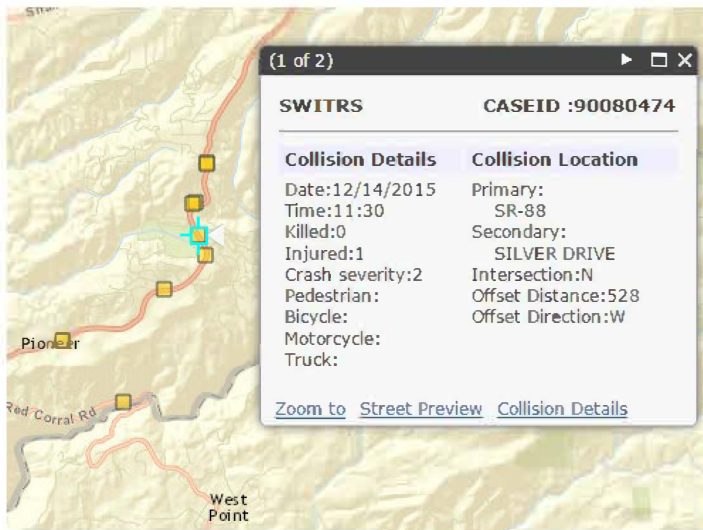 (1 of 2)
SWITRS CASEID :90080474
Collision Details Collision Location
Date:12/14/2015 Primary:
Time:11:30 SR-88
Killed:0 Secondary:
Injured:1 SILVER DRIVE
Crash severity:2 Intersection:N
Pedestrian: Offset Distance:528
Bicycle: Offset Direction:W
Motorcycle:
Truck:
Zoom to Street Preview Collision Details
Pioneer
Red Corral Rd
West
Point